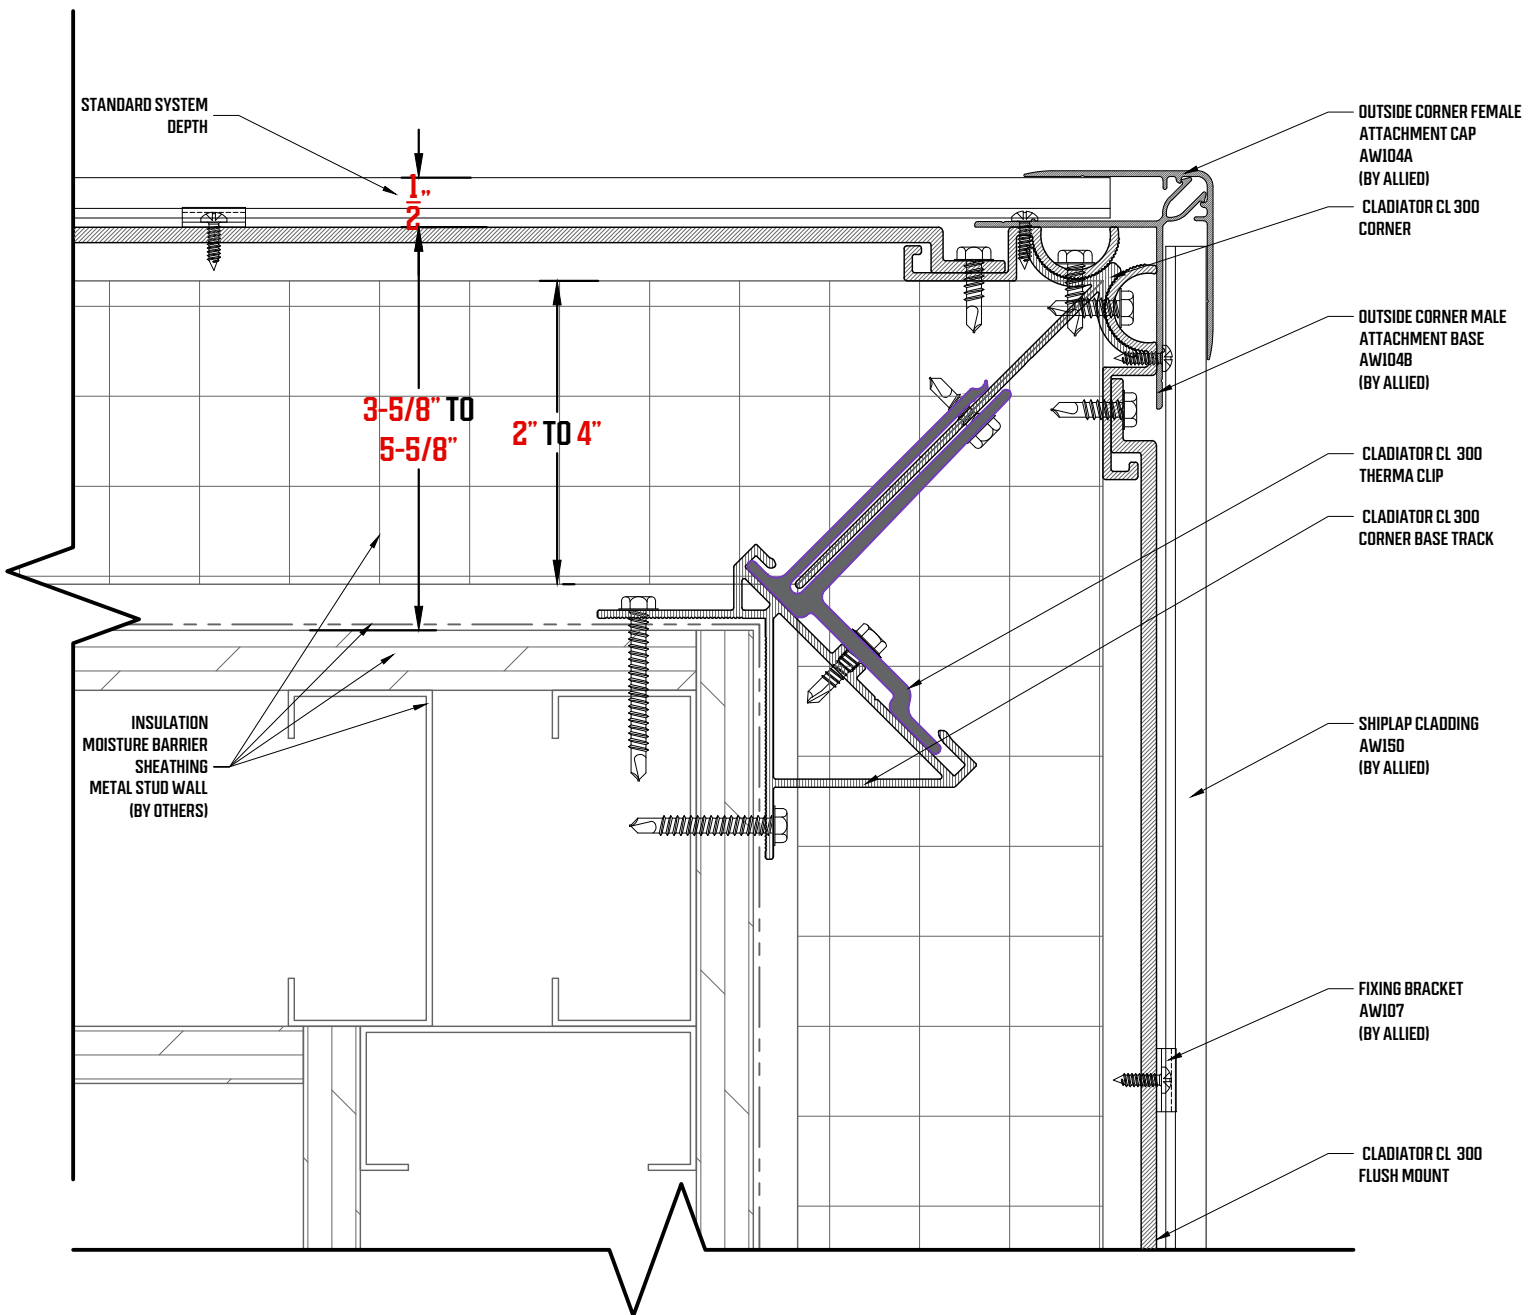 STANDARD SYSTEM
DEPTH
1"
2
3-5/8" TO
5-5/8"
2" TO 4"
INSULATION
MOISTURE BARRIER
SHEATHING
METAL STUD WALL
(BY OTHERS)
OUTSIDE CORNER FEMALE
ATTACHMENT CAP
AW104A
(BY ALLIED)
CLADIATOR CL 300
CORNER
OUTSIDE CORNER MALE
ATTACHMENT BASE
AW104B
(BY ALLIED)
CLADIATOR CL 300
THERMA CLIP
CLADIATOR CL 300
CORNER BASE TRACK
SHIPLAP CLADDING
AW150
(BY ALLIED)
FIXING BRACKET
AW107
(BY ALLIED)
CLADIATOR CL 300
FLUSH MOUNT